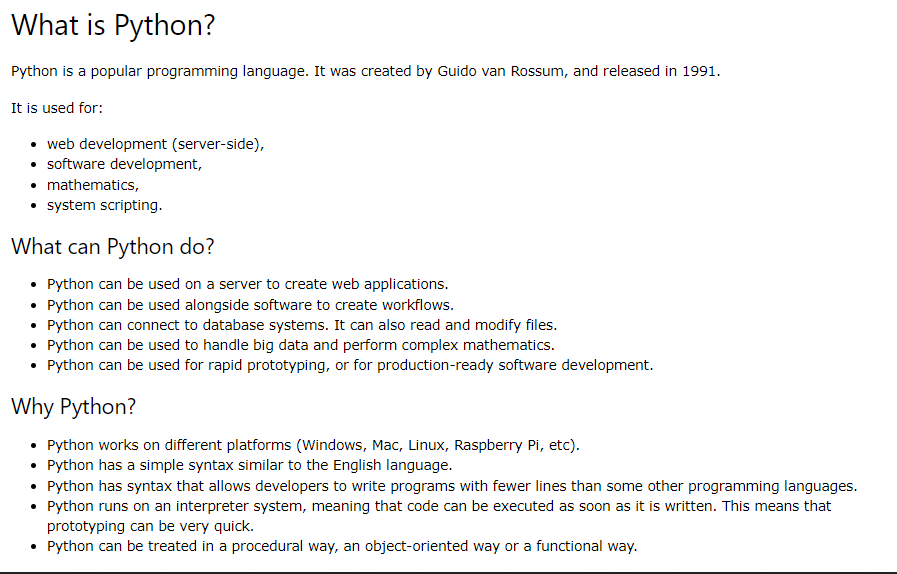 What is Python?
Python is a popular programming language. It was created by Guido van Rossum, and released in 1991.
It is used for:
• web development (server-side),
• software development,
• mathematics,
• system scripting.
What can Python do?
• Python can be used on a server to create web applications.
• Python can be used alongside software to create workflows.
• Python can connect to database systems. It can also read and modify files.
• Python can be used to handle big data and perform complex mathematics.
• Python can be used for rapid prototyping, or for production-ready software development.
Why Python?
• Python works on different platforms (Windows, Mac, Linux, Raspberry Pi, etc).
• Python has a simple syntax similar to the English language.
• Python has syntax that allows developers to write programs with fewer lines than some other programming languages.
• Python runs on an interpreter system, meaning that code can be executed as soon as it is written. This means that
prototyping can be very quick.
• Python can be treated in a procedural way, an object-oriented way or a functional way.